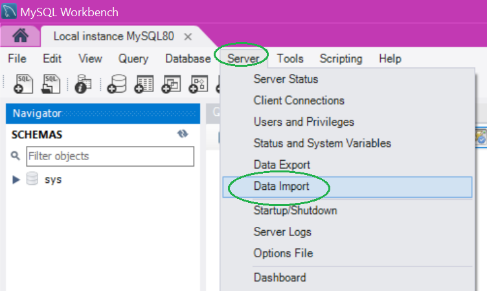 MySQL Workbench
Local instance MySQL80 ×
File Edit View Query Database Server Tools Scripting Help
SQL SQL
Server Status
Client Connections
Navigator
Users and Privileges
SCHEMAS
Status and System Variables
Filter objects
Data Export
sys
Data Import
Startup/Shutdown
Server Logs
Options File
Dashboard